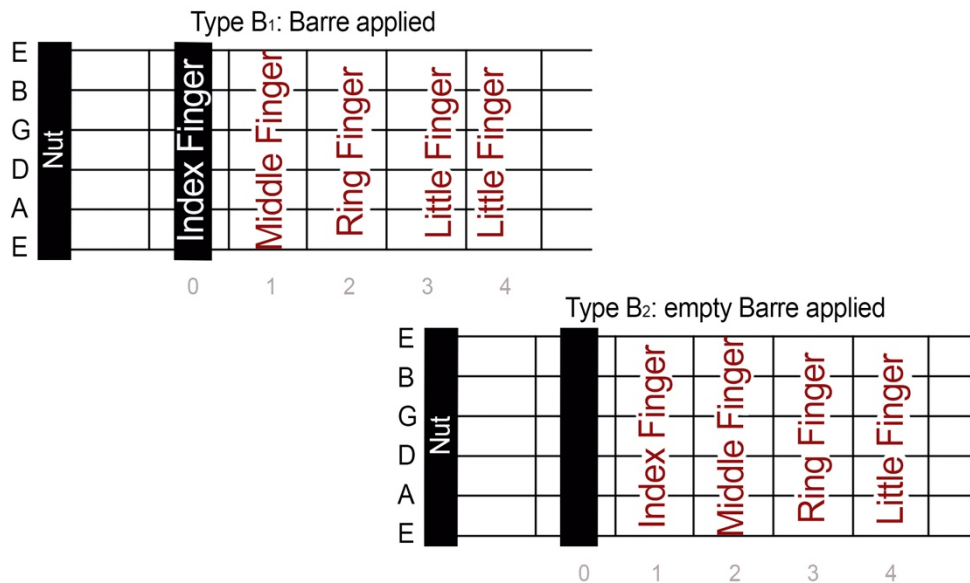 Type B1: Barre applied
E
B
G
D
A
E
Nut
Index Finger
Middle Finger
Ring Finger
Little Finger
Little Finger
0 1 2 3 4
Type B2: empty Barre applied
E
B
G
D
A
E
Nut
Index Finger
Middle Finger
Ring Finger
Little Finger
0 1 2 3 4